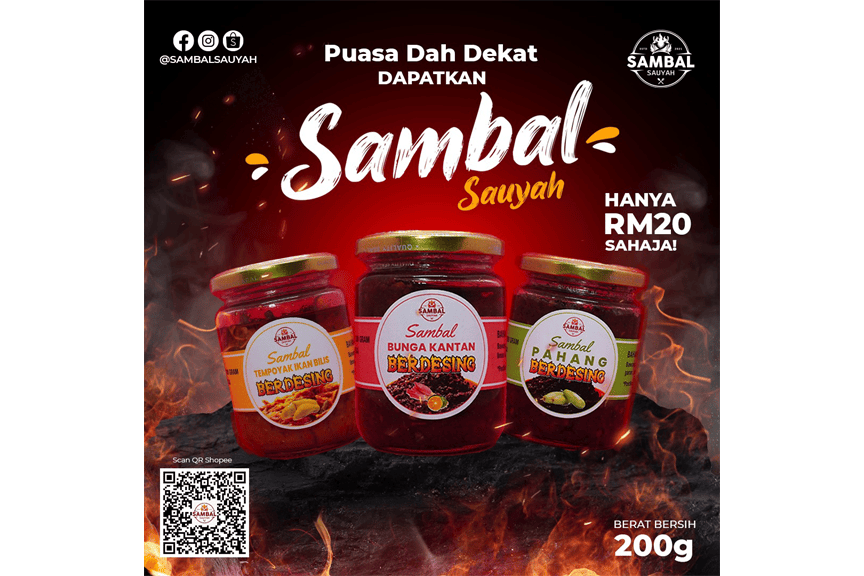 @SAMBALSAUYAH
Puasa Dah Dekat
DAPATKAN
SAMBAL
SAUYAH
Sambal
Sauyah
HANYA
RM20
SAHAJA!
SAMBAL
Sambal
TEMPOYAK IKAN BILIS
BERDESING
SAMBAL
Sambal
BUNGA KANTAN
BERDESING
SAMBAL
Sambal
PAHANG
BERDESING
Scan QR Shopee
SAMBAL
BERAT BERSIH
200g